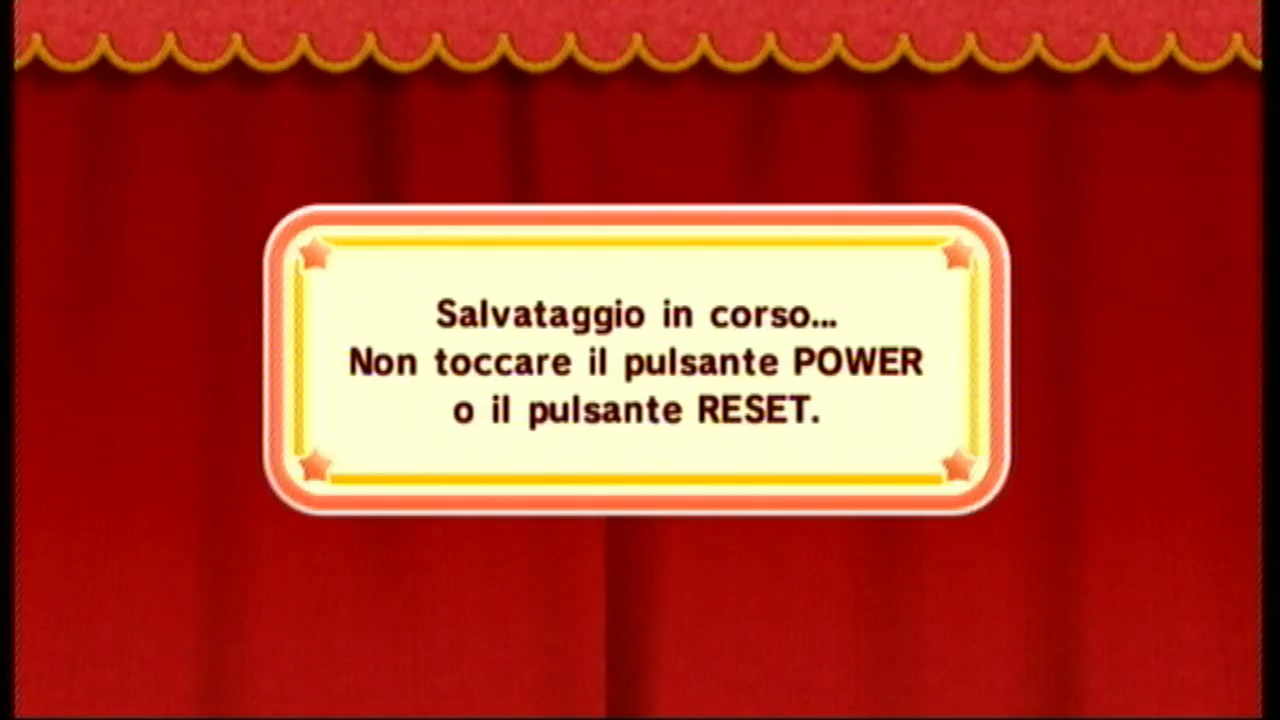 Salvataggio in corso...
Non toccare il pulsante POWER
o il pulsante RESET.